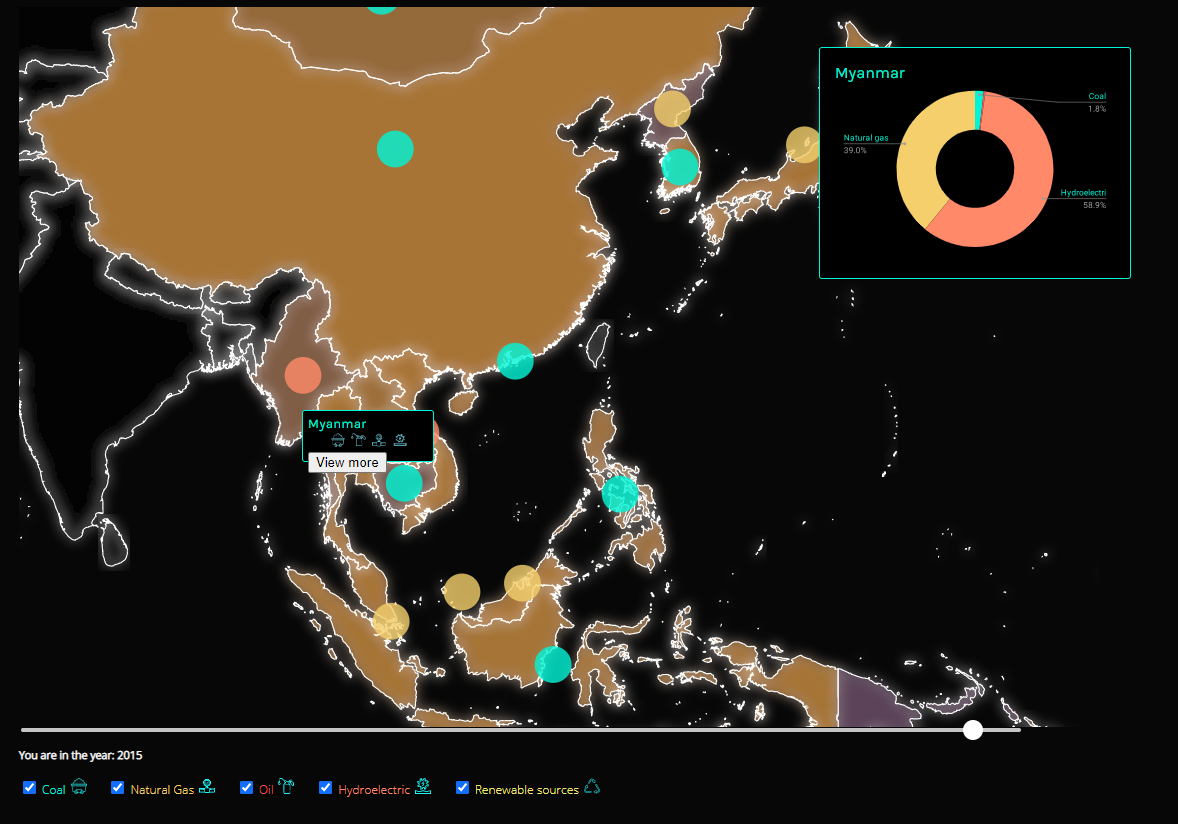 Myanmar
Coal
1.8%
Natural gas
39.0%
Hydroelectri
58.9%
Myanmar
View more
You are in the year: 2015
Coal
Natural Gas
Oil
Hydroelectric
Renewable sources